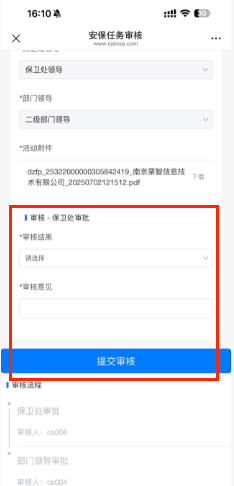 16:10
安保任务审核
www.ejdxsp.com
保卫处领导
*部门领导
二级部门领导
*活动附件
dzfp_25322000000305842419_南京莱智信息技
术有限公司_20250702121512.pdf
下载
审核 - 保卫处审批
*审核结果
请选择
*审核意见
提交审核
审核流程
保卫处审批
审核人：cs006
部门领导审批
审核人：cs004